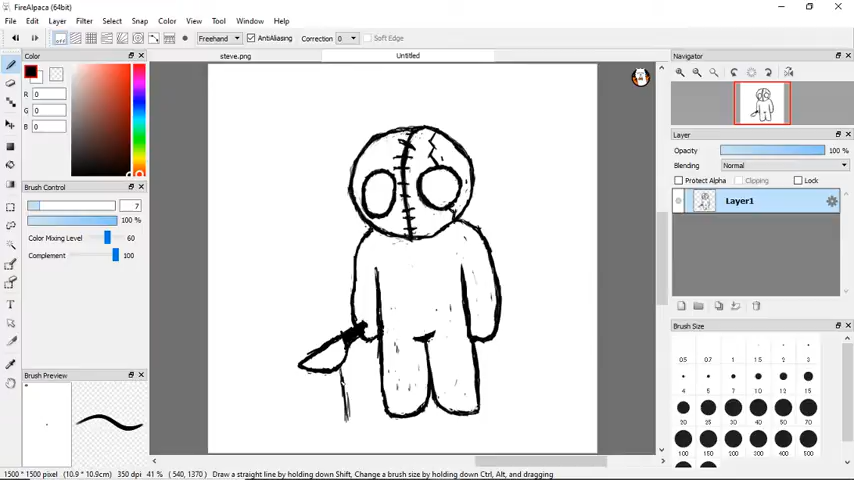 FireAlpaca (64bit)
File Edit Layer Filter Select Snap Color View Tool Window Help
OFF Freehand AntiAliasing Correction 0 Soft Edge
steve.png Untitled
Color
R 0
G 0
B 0
Brush Control
7
100 %
Color Mixing Level 60
Complement 100
Brush Preview
Navigator
Layer
Opacity 100 %
Blending Normal
Protect Alpha Clipping Lock
Layer1
Brush Size
05 07 1 1.5 2 3
4 5 7 10 12 15
20 25 30 40 50 70
100 150 200 300 400 500
1500 * 1500 pixel (10.9 * 10.9cm) 350 dpi 41 % ( 540, 1370) Draw a straight line by holding down Shift, Change a brush size by holding down Ctrl, Alt, and dragging